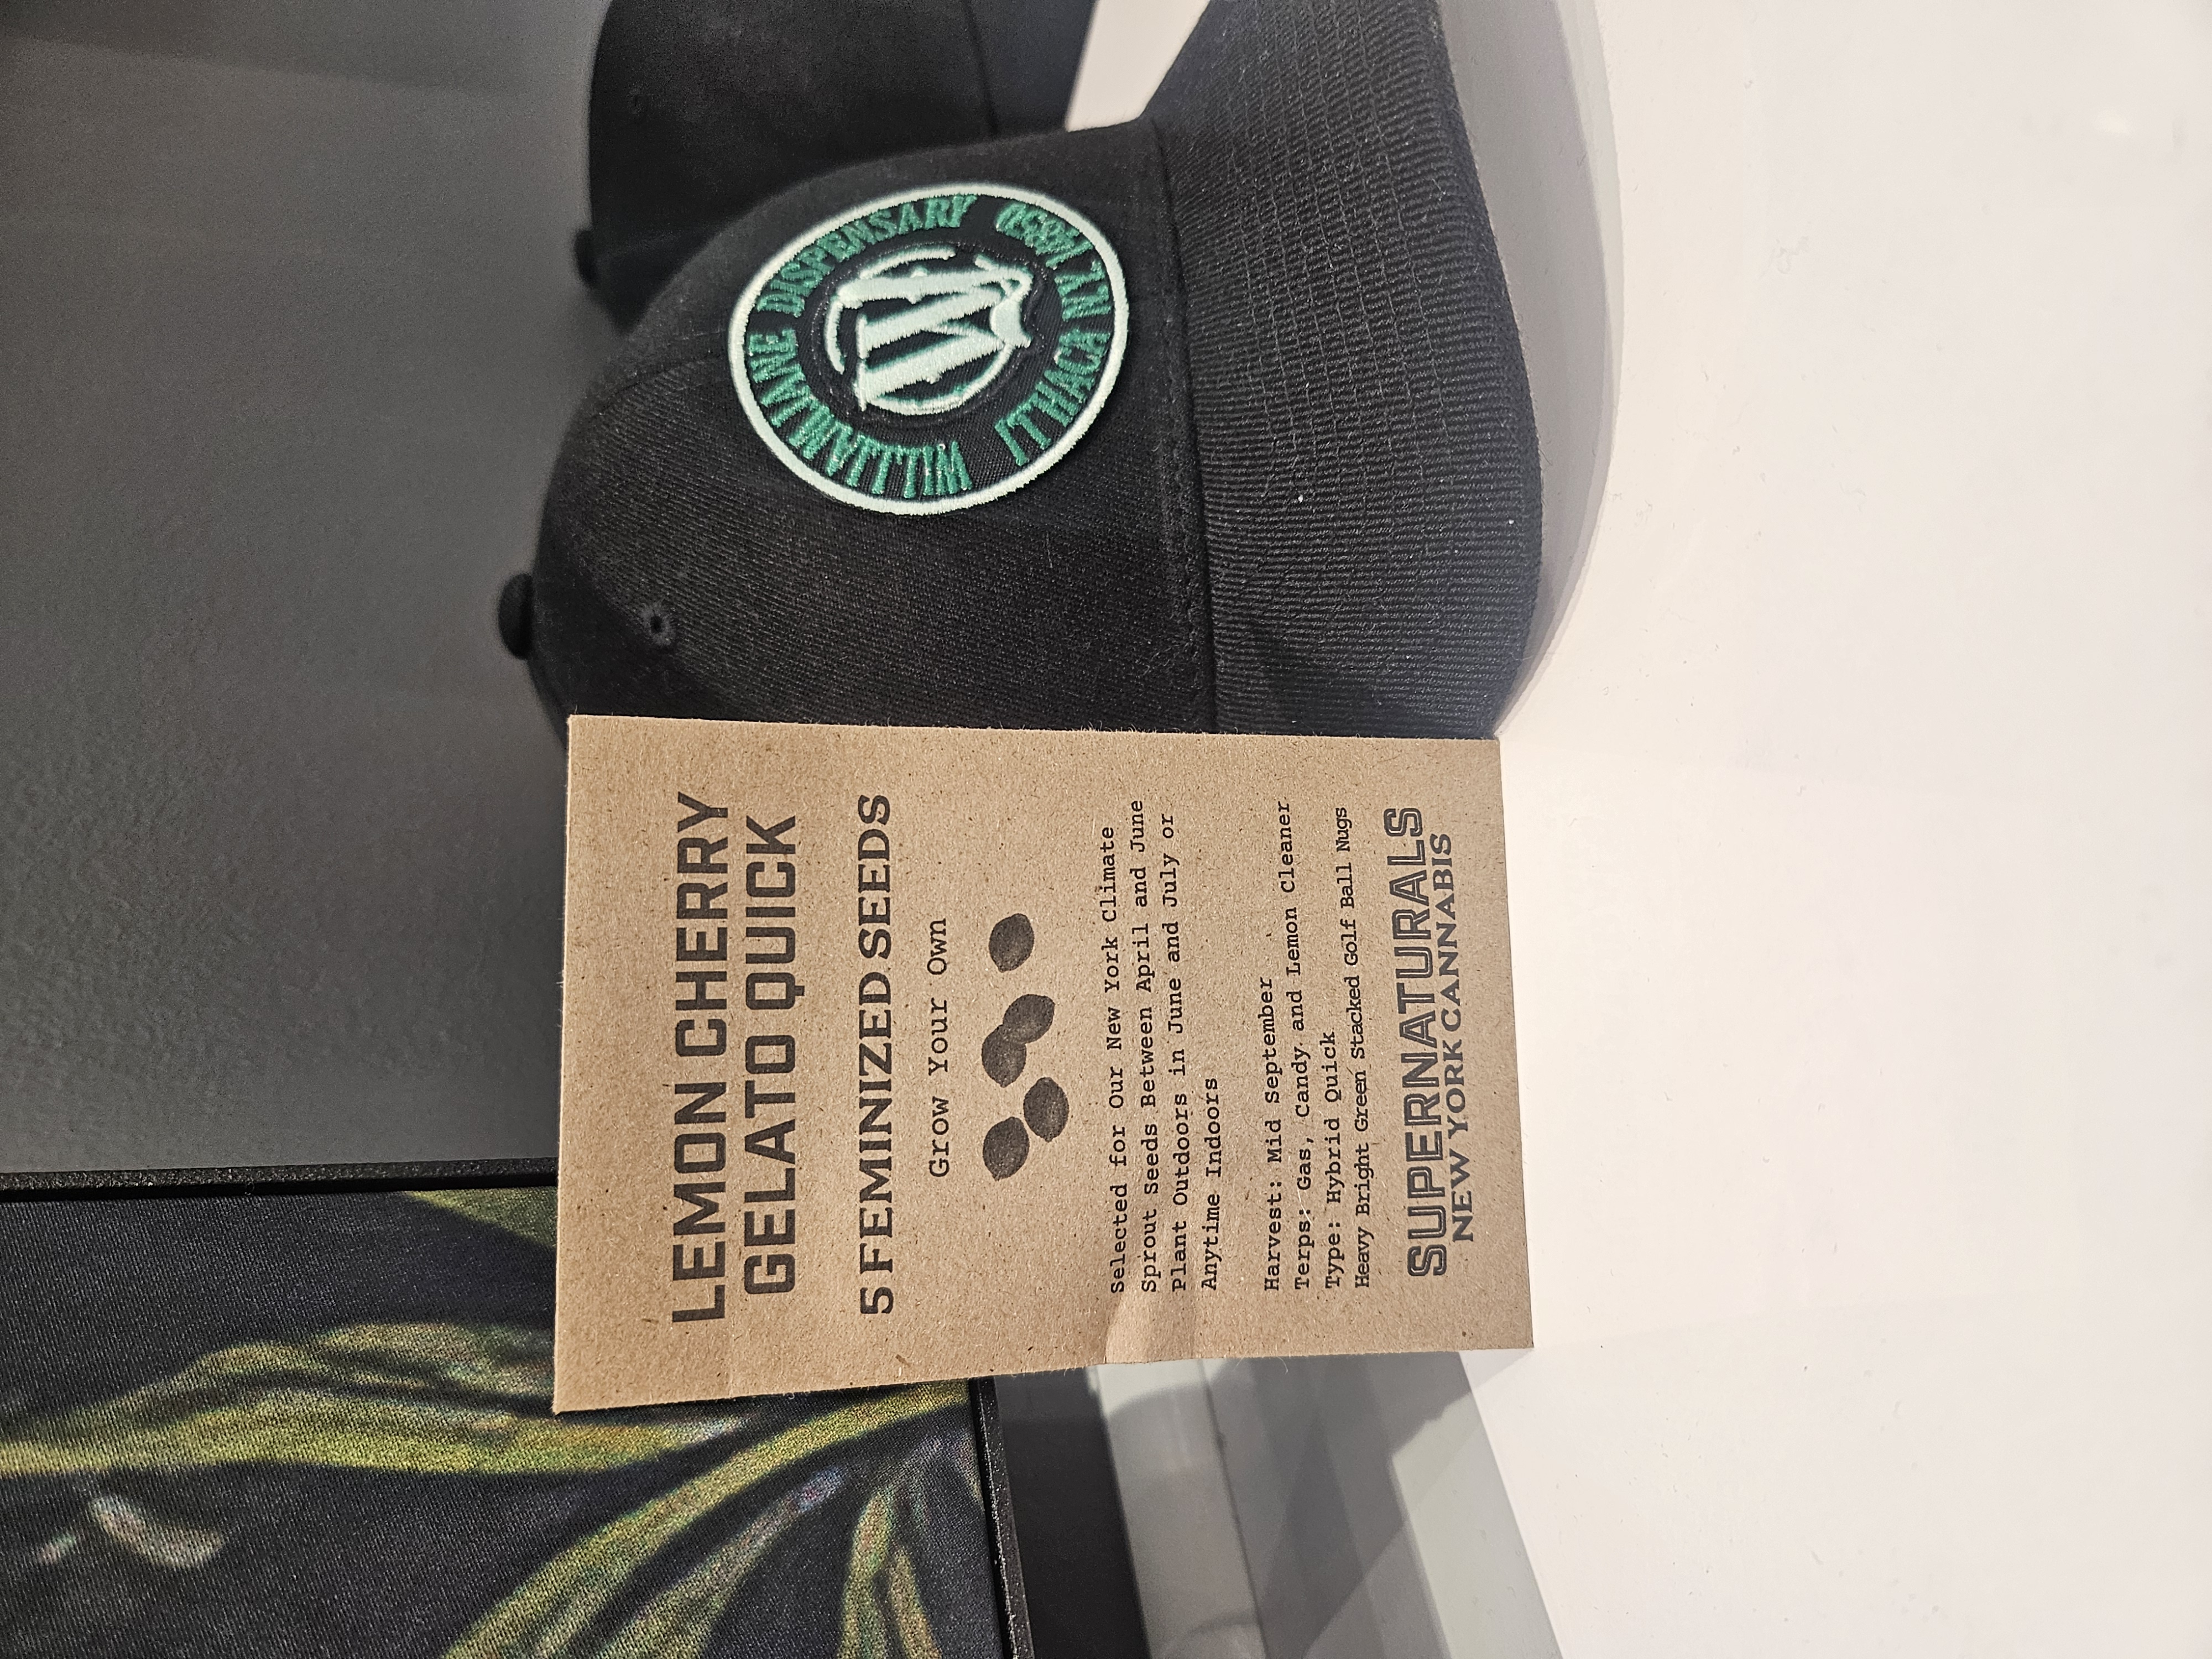 LEMON CHERRY
GELATO QUICK
5 FEMINIZED SEEDS
Grow Your Own
Selected for Our New York Climate
Sprout Seeds Between April and June
Plant Outdoors in June and July or
Anytime Indoors
Harvest: Mid September
Terps: Gas, Candy, and Lemon Cleaner
Type: Hybrid Quick
Heavy Bright Green Stacked Golf Ball Nugs
SUPERNATURALS
NEW YORK CANNABIS
WILLIAMJANE DISPENSARY
W
ITHACA N.Y. 14850